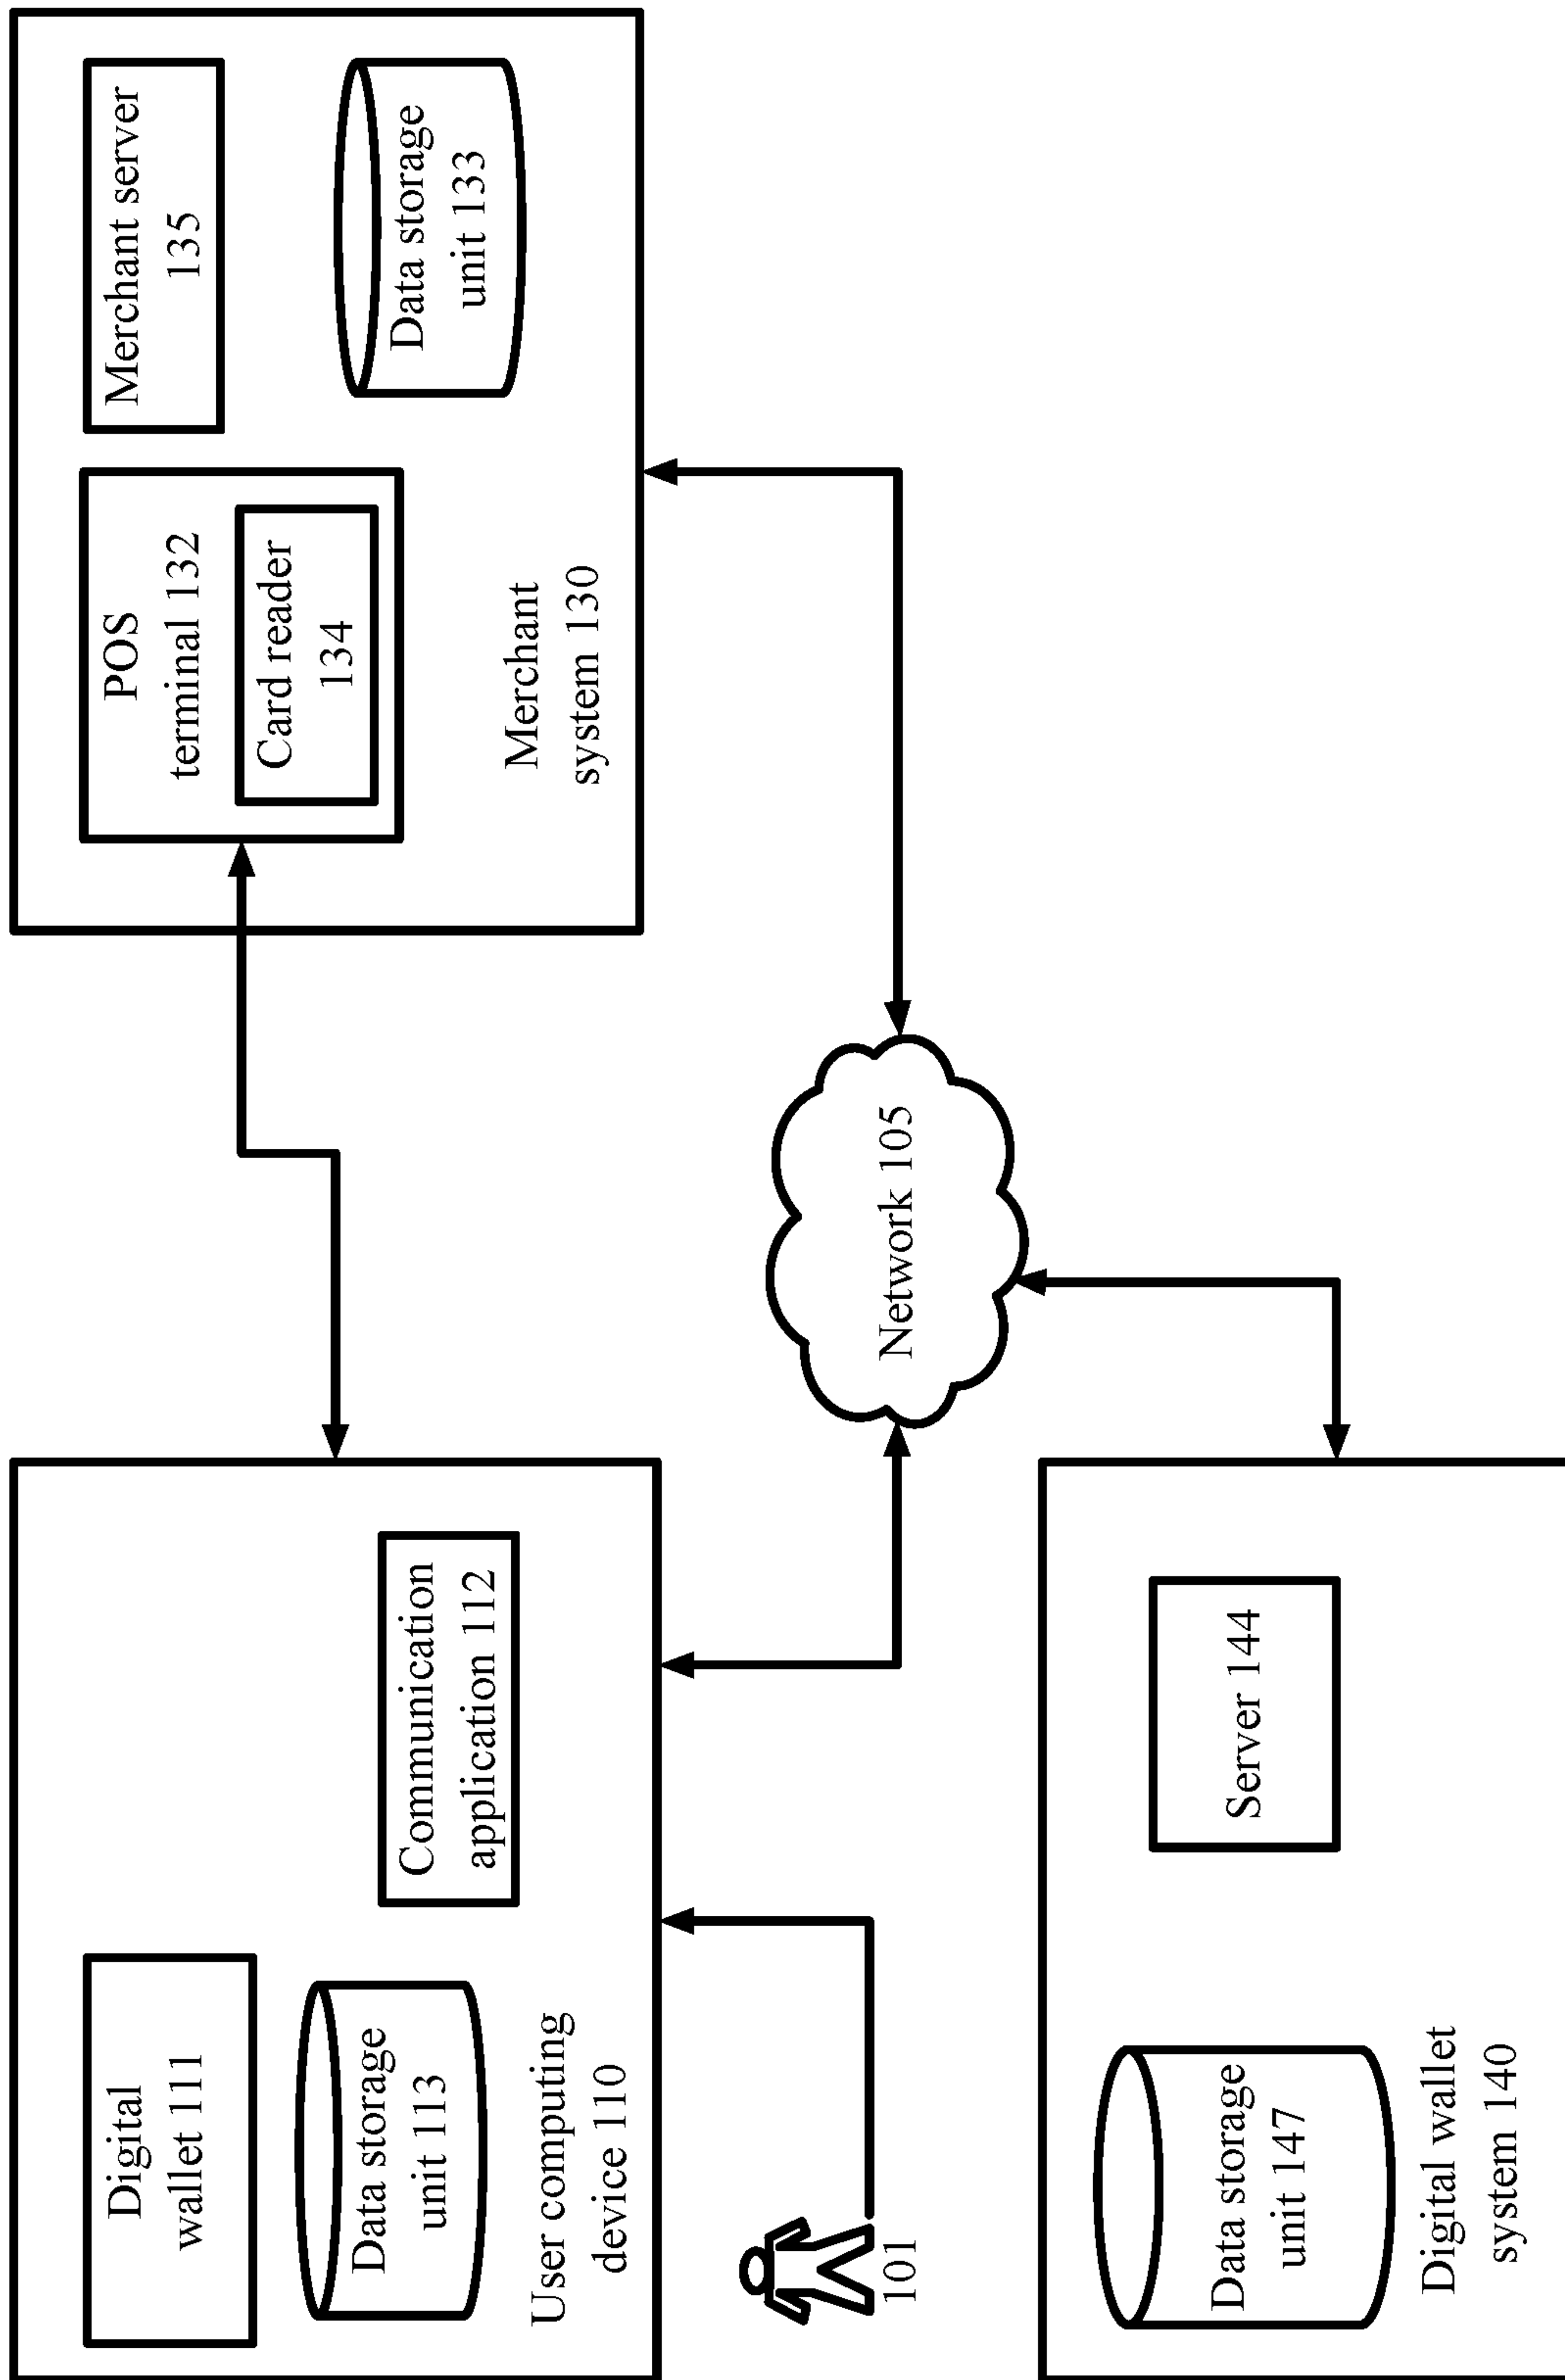 Digital
wallet 111
Data storage
unit 113
Communication
application 112
User computing
device 110
101
POS
terminal 132
Card reader
134
Merchant server
135
Data storage
unit 133
Merchant
system 130
Network 105
Data storage
unit 147
Server 144
Digital wallet
system 140